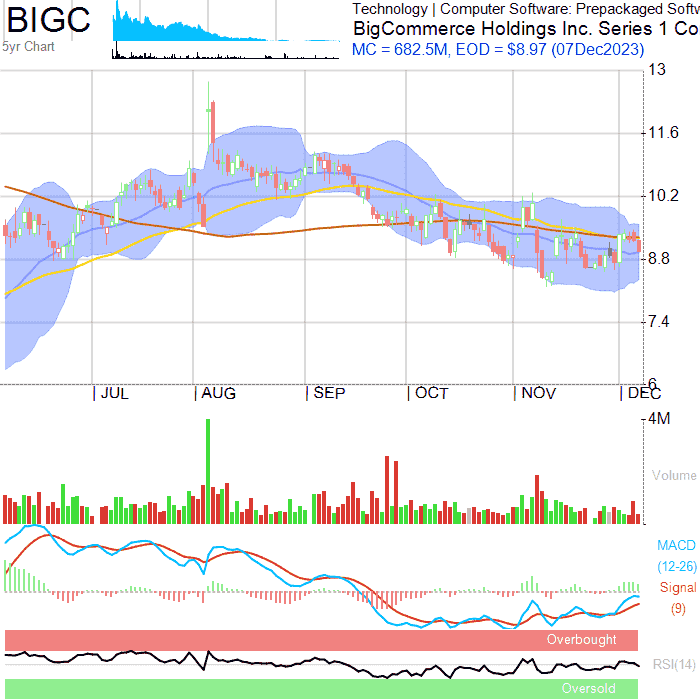 BIGC
5yr Chart
Technology | Computer Software: Prepackaged Softw
BigCommerce Holdings Inc. Series 1 Co
MC = 682.5M, EOD = $8.97 (07Dec2023)
13
11.6
10.2
8.8
7.4
6
JUL
AUG
SEP
OCT
NOV
DEC
4M
Volume
MACD
(12-26)
Signal
(9)
Overbought
RSI(14)
Oversold